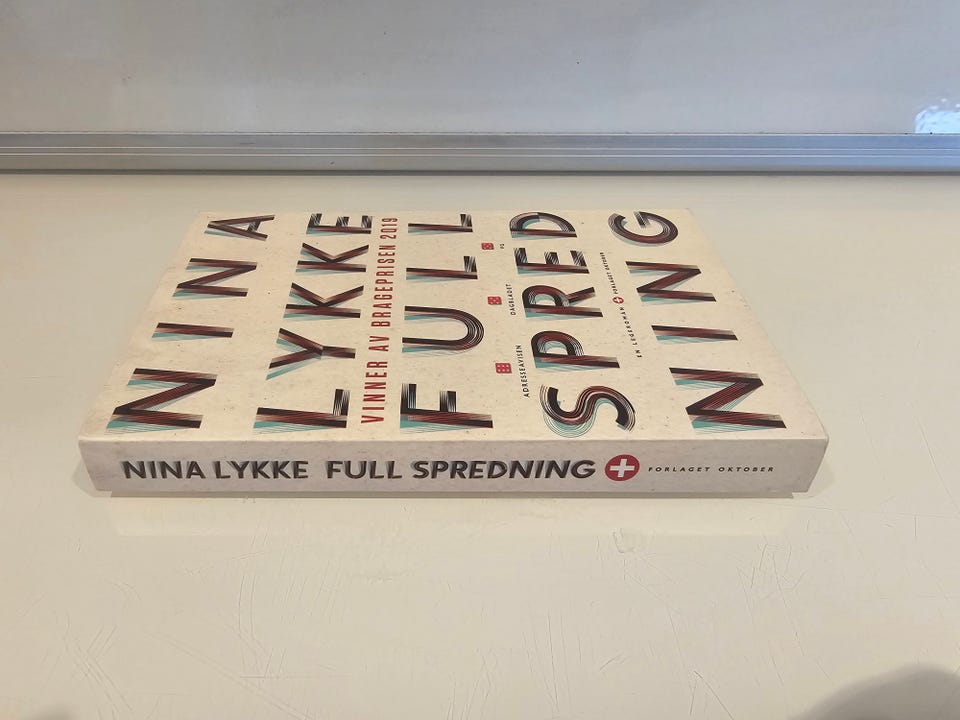 NINA
LYKKE
VINNER AV BRAGEPRISEN 2019
FULL
ADRESSEAVISEN
DAGBLADET
VG
SPRED
NING
EN LEGEROMAN
FORLAGET OKTOBER
NINA LYKKE FULL SPREDNING FORLAGET OKTOBER